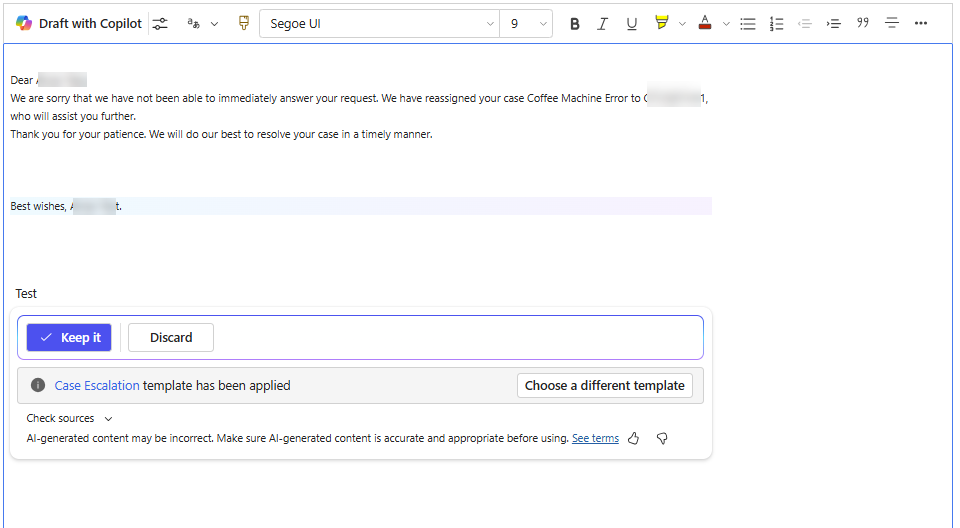 Draft with Copilot Segoe UI 9 B I U A
Dear
We are sorry that we have not been able to immediately answer your request. We have reassigned your case Coffee Machine Error to
who will assist you further.
Thank you for your patience. We will do our best to resolve your case in a timely manner.
Best wishes,
Test
Keep it Discard
Case Escalation template has been applied Choose a different template
Check sources
AI-generated content may be incorrect. Make sure AI-generated content is accurate and appropriate before using. See terms